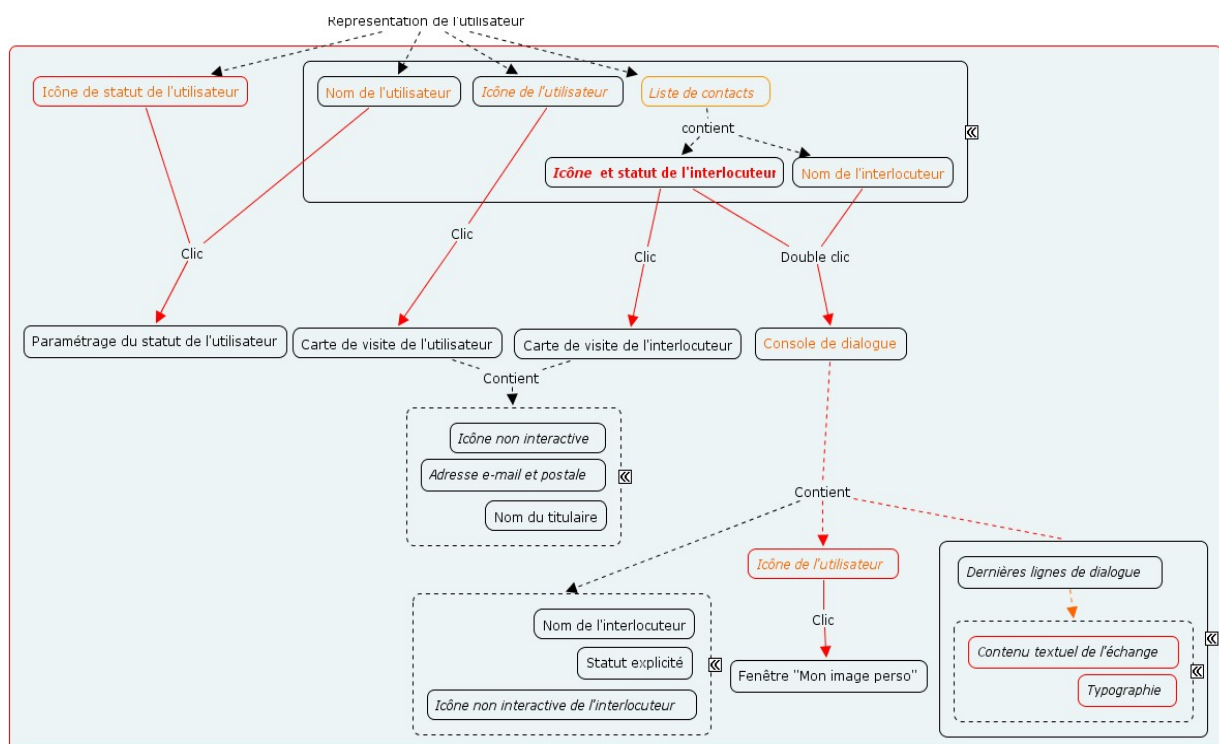 Représentation de l'utilisateur
Icône de statut de l'utilisateur
Nom de l'utilisateur
Icône de l'utilisateur
Liste de contacts
contient
Icône et statut de l'interlocuteur
Nom de l'interlocuteur
Clic
Clic
Clic
Double clic
Paramétrage du statut de l'utilisateur
Carte de visite de l'utilisateur
Carte de visite de l'interlocuteur
Console de dialogue
Contient
Icône non interactive
Adresse e-mail et postale
Nom du titulaire
Contient
Icône de l'utilisateur
Dernières lignes de dialogue
Nom de l'interlocuteur
Clic
Contenu textuel de l'échange
Statut explicité
Fenêtre "Mon image perso"
Typographie
Icône non interactive de l'interlocuteur